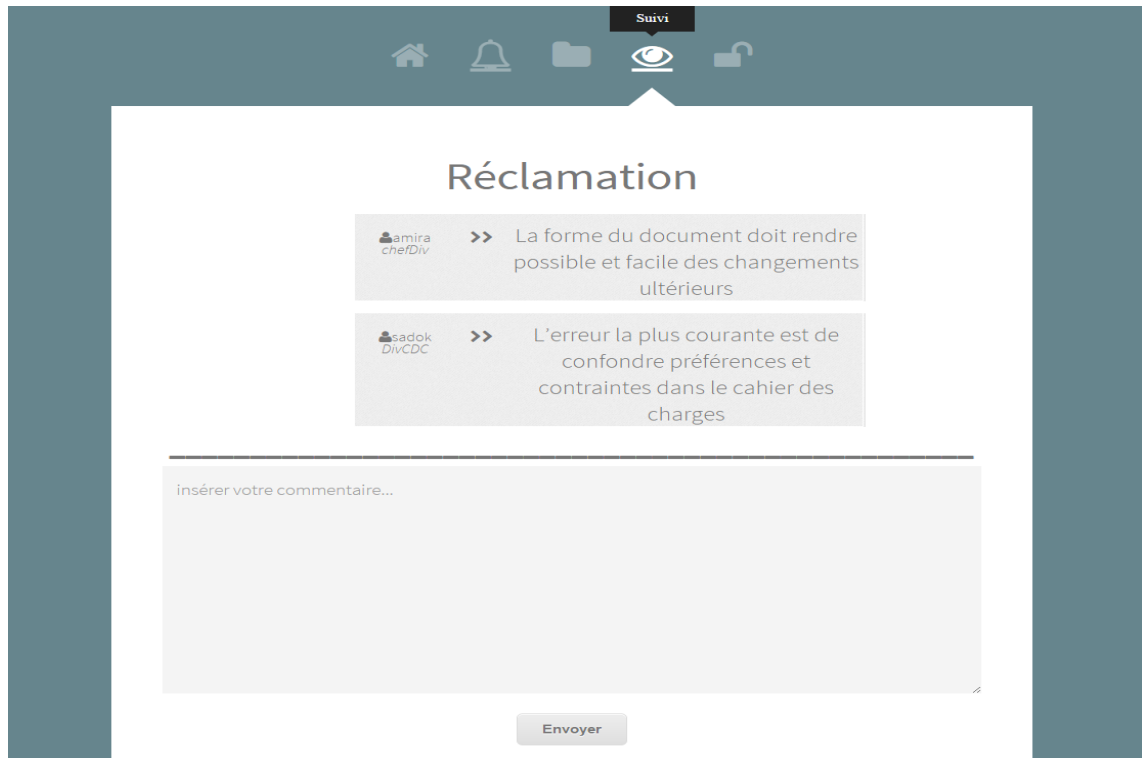 Suivi
Réclamation
amira >> La forme du document doit rendre
chefDiv
possible et facile des changements
ultérieurs
sadok >> L'erreur la plus courante est de
DivCDC
confondre préférences et
contraintes dans le cahier des
charges
insérer votre commentaire...
Envoyer